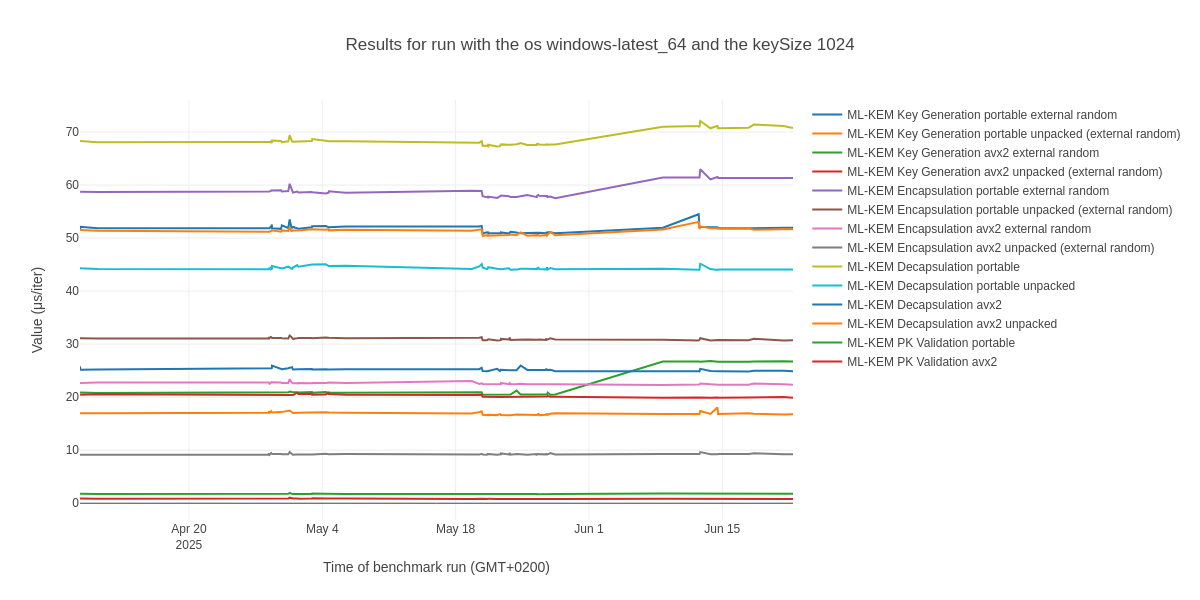 Results for run with the os windows-latest_64 and the keySize 1024
Value (μs/iter)
70
60
50
40
30
20
10
0
Apr 20
2025
May 4
May 18
Jun 1
Jun 15
Time of benchmark run (GMT+0200)
ML-KEM Key Generation portable external random
ML-KEM Key Generation portable unpacked (external random)
ML-KEM Key Generation avx2 external random
ML-KEM Key Generation avx2 unpacked (external random)
ML-KEM Encapsulation portable external random
ML-KEM Encapsulation portable unpacked (external random)
ML-KEM Encapsulation avx2 external random
ML-KEM Encapsulation avx2 unpacked (external random)
ML-KEM Decapsulation portable
ML-KEM Decapsulation portable unpacked
ML-KEM Decapsulation avx2
ML-KEM Decapsulation avx2 unpacked
ML-KEM PK Validation portable
ML-KEM PK Validation avx2